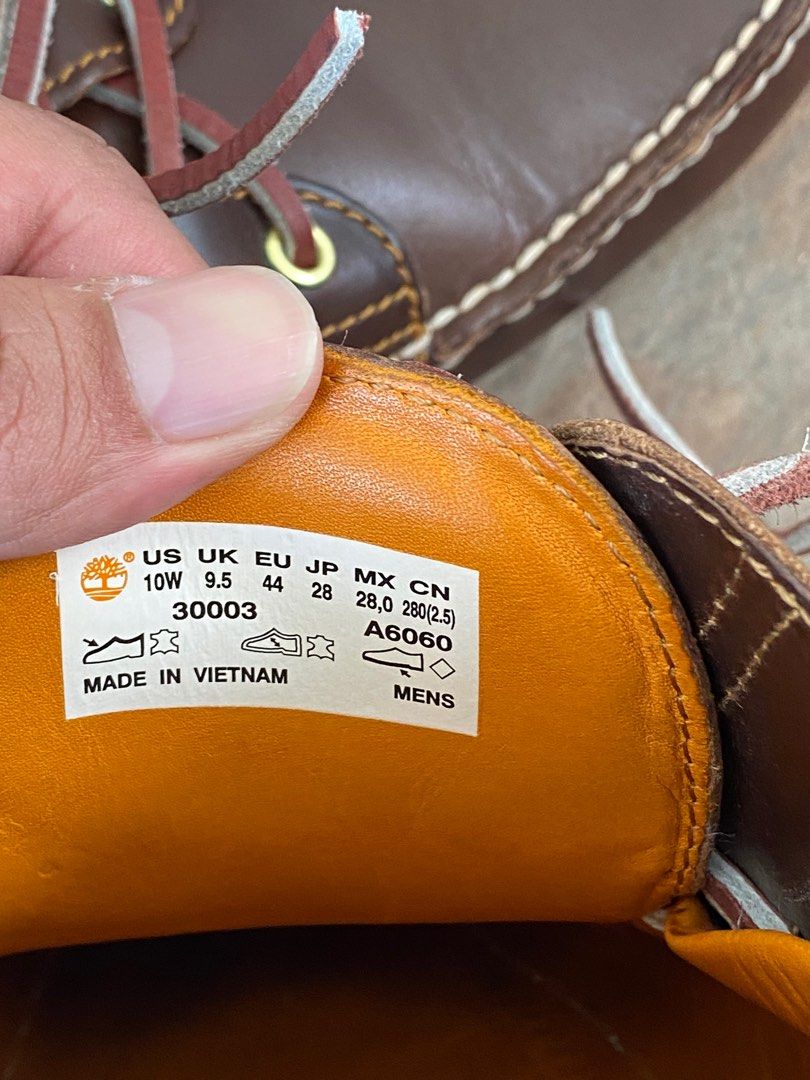 ® US UK EU JP MX CN
10W 9.5 44 28 28,0 280(2.5)
30003 A6060
MADE IN VIETNAM MENS